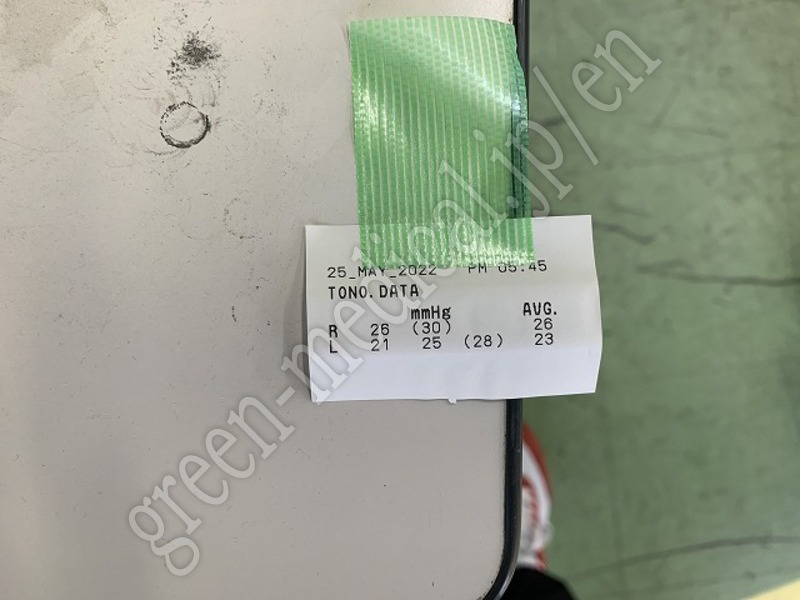 25_MAY_2022 PM 05:45
TONO.DATA
mmHg AVG.
R 26 (30) 26
L 21 25 (28) 23
green-medical.jp/en